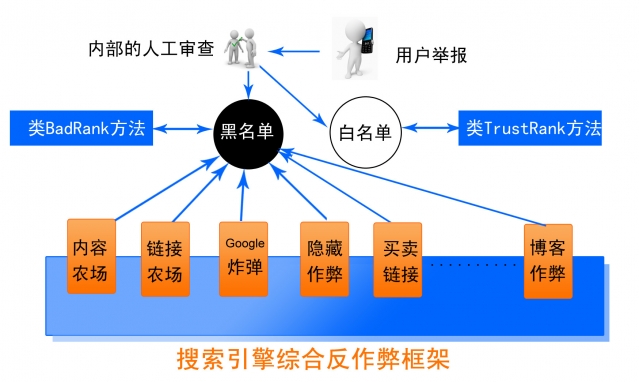 内部的人工审查
用户举报
类BadRank方法
黑名单
白名单
类TrustRank方法
内容
农场
链接
农场
Google
炸弹
隐藏
作弊
买卖
链接
博客
作弊
搜索引擎综合反作弊框架